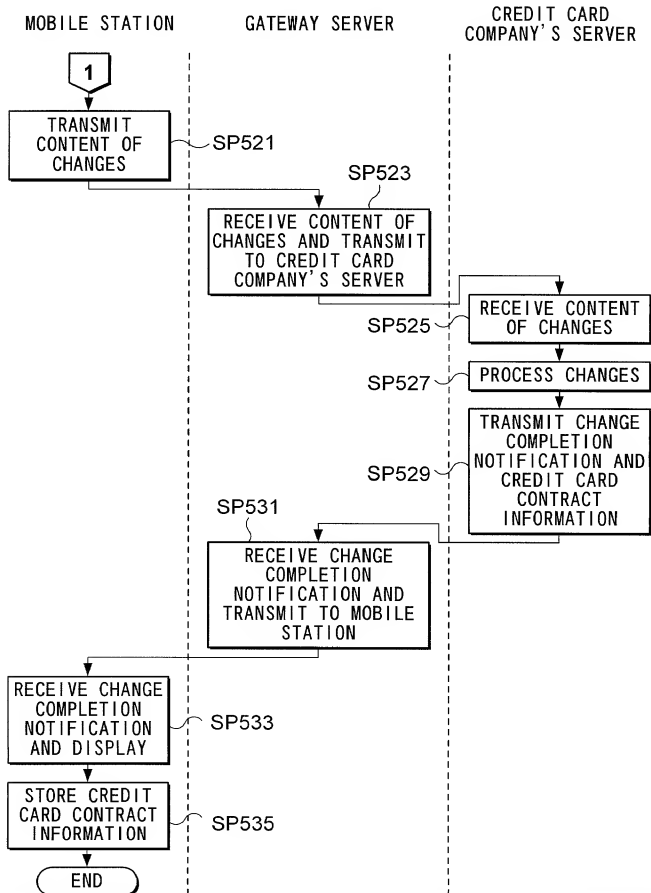 MOBILE STATION
GATEWAY SERVER
CREDIT CARD
COMPANY'S SERVER
1
TRANSMIT
CONTENT OF
CHANGES
SP521
SP523
RECEIVE CONTENT OF
CHANGES AND TRANSMIT
TO CREDIT CARD
COMPANY'S SERVER
RECEIVE CONTENT
OF CHANGES
SP525
PROCESS CHANGES
SP527
TRANSMIT CHANGE
COMPLETION
NOTIFICATION AND
CREDIT CARD
CONTRACT
INFORMATION
SP529
SP531
RECEIVE CHANGE
COMPLETION
NOTIFICATION AND
TRANSMIT TO MOBILE
STATION
RECEIVE CHANGE
COMPLETION
NOTIFICATION
AND DISPLAY
SP533
STORE CREDIT
CARD CONTRACT
INFORMATION
SP535
END